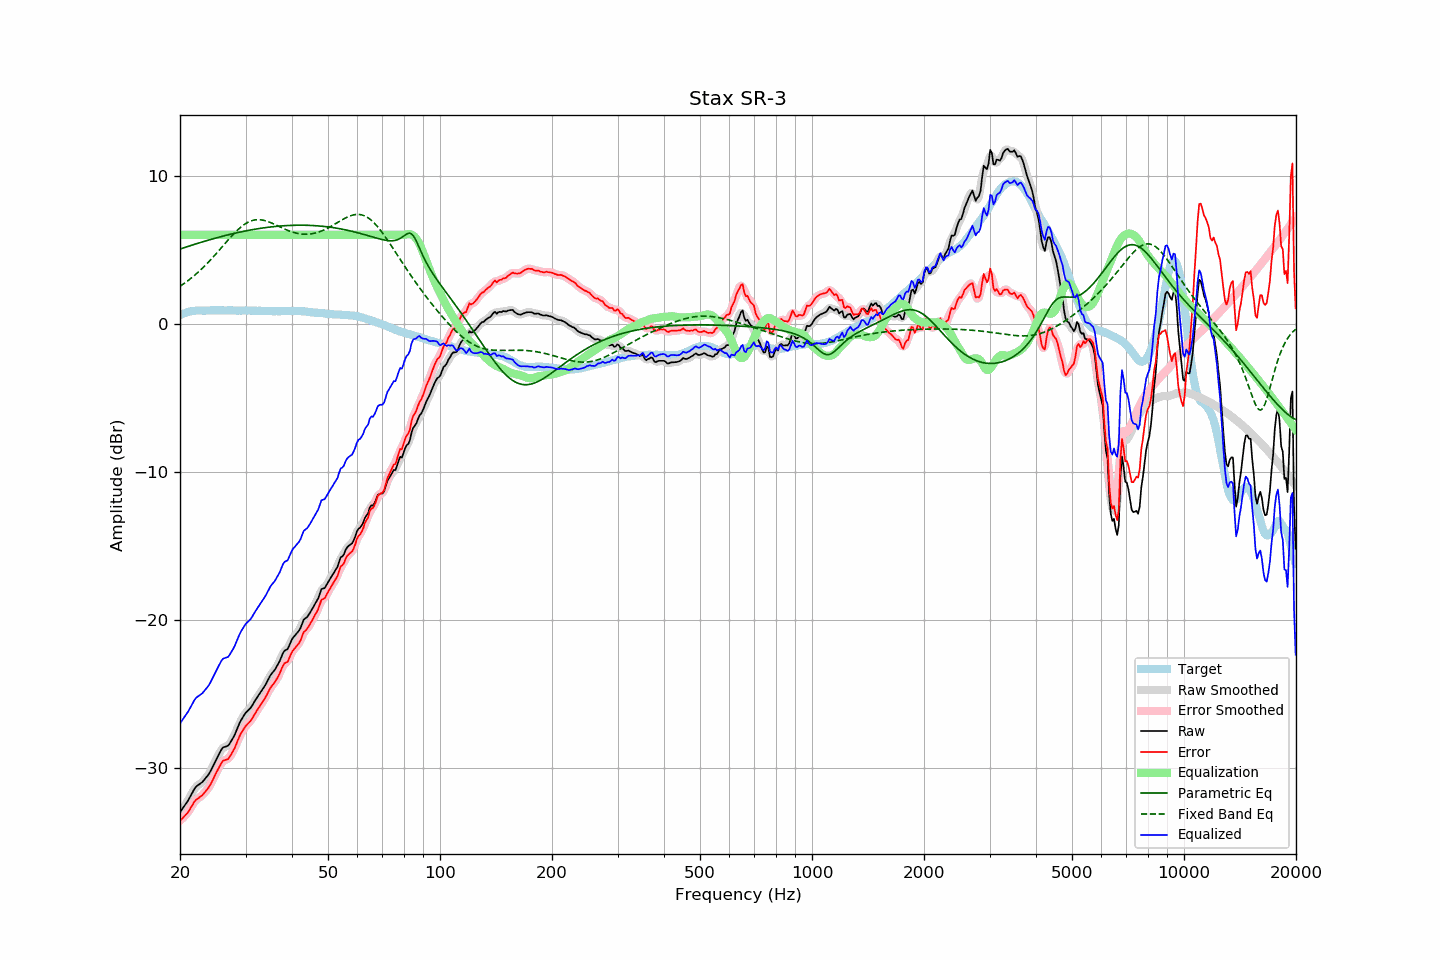 Stax SR-3
10
0
−10
−20
−30
Amplitude (dBr)
20 50 100 200 500 1000 2000 5000 10000 20000
Frequency (Hz)
Target
Raw Smoothed
Error Smoothed
Raw
Error
Equalization
Parametric Eq
Fixed Band Eq
Equalized